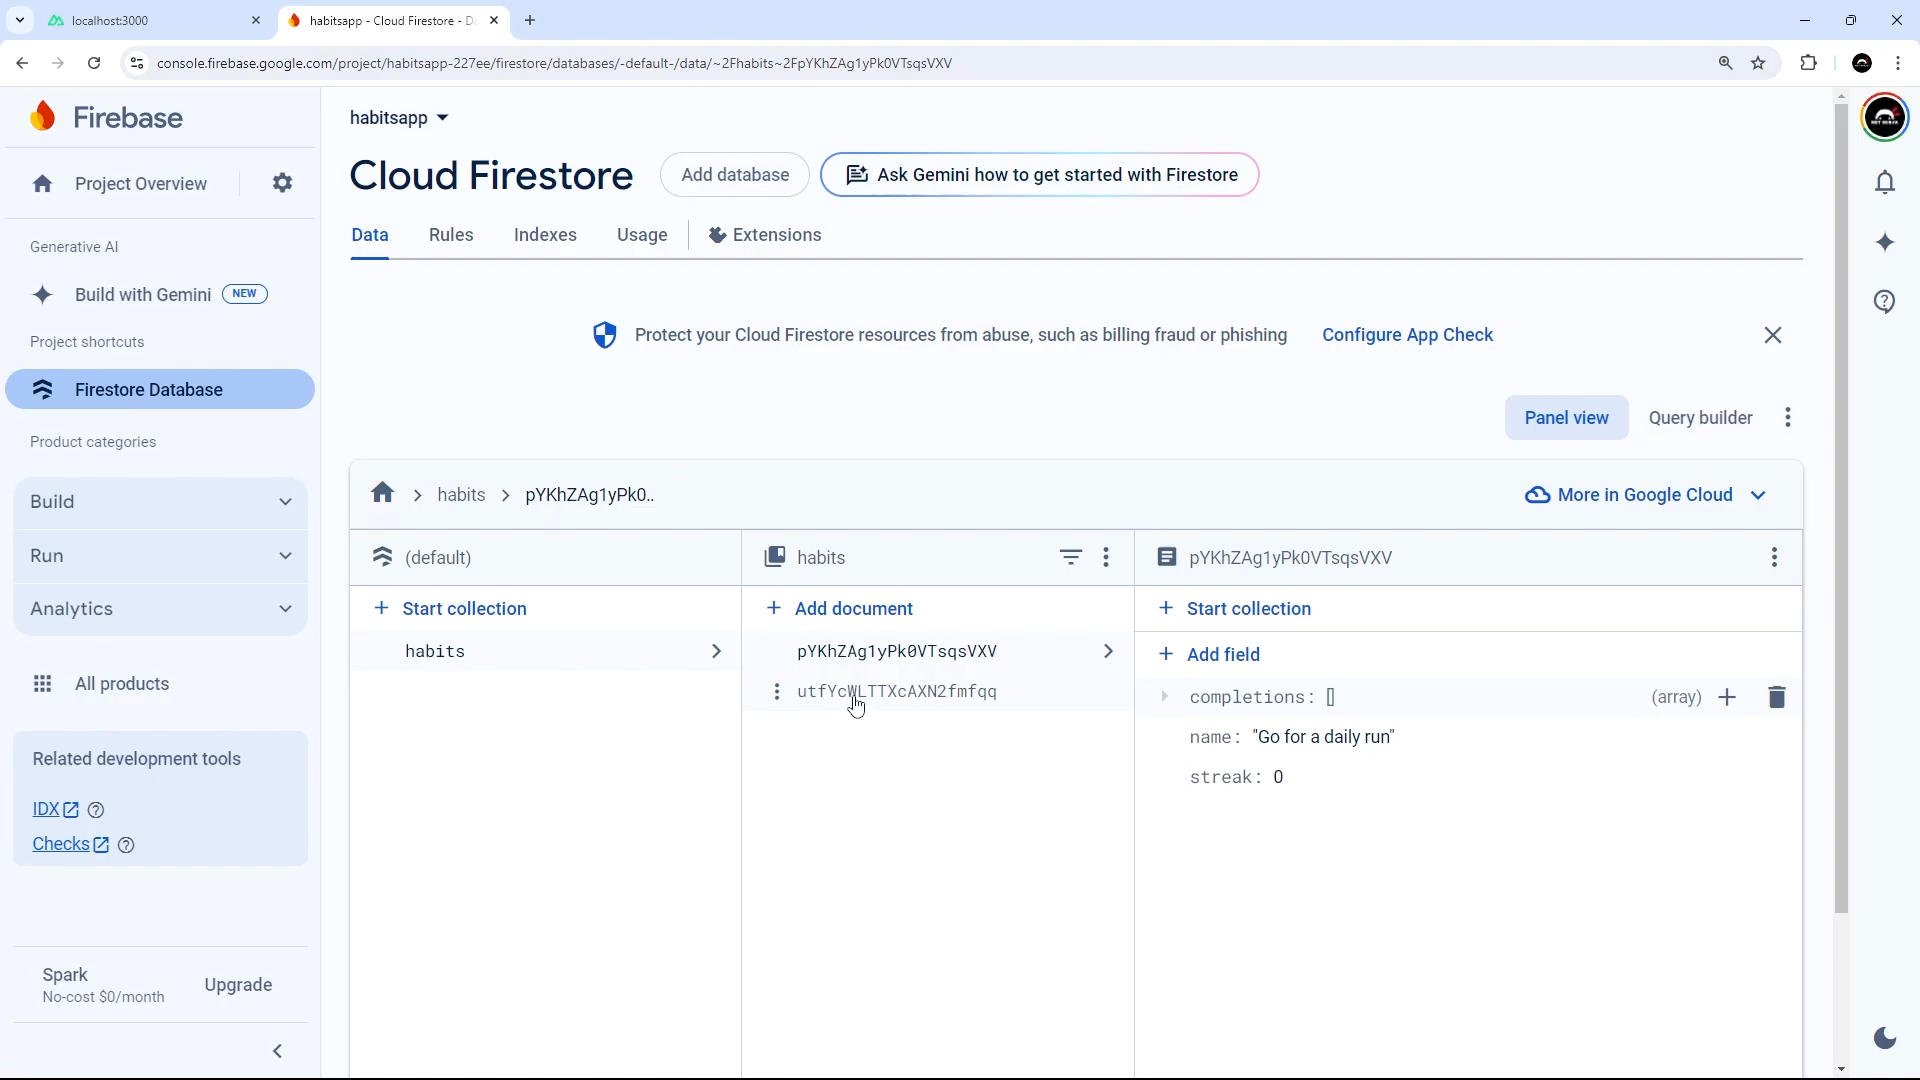 localhost:3000
habitsapp - Cloud Firestore - Da
console.firebase.google.com/project/habitsapp-227ee/firestore/databases/-default-/data/~2Fhabits~2FpYKhZAg1yPk0VTsqsVXV
Firebase
habitsapp
Project Overview
Cloud Firestore
Add database
Ask Gemini how to get started with Firestore
Data
Rules
Indexes
Usage
Extensions
Generative AI
Build with Gemini
NEW
Project shortcuts
Protect your Cloud Firestore resources from abuse, such as billing fraud or phishing
Configure App Check
Firestore Database
Panel view
Query builder
Product categories
Build
habits
pYKhZAg1yPk0..
More in Google Cloud
Run
(default)
habits
pYKhZAg1yPk0VTsqsVXV
Analytics
+ Start collection
+ Add document
+ Start collection
habits
pYKhZAg1yPk0VTsqsVXV
+ Add field
All products
utfYcWLTTXcAXN2fmfqq
completions: []
(array)
name: "Go for a daily run"
streak: 0
Related development tools
IDX
Checks
Spark
No-cost $0/month
Upgrade